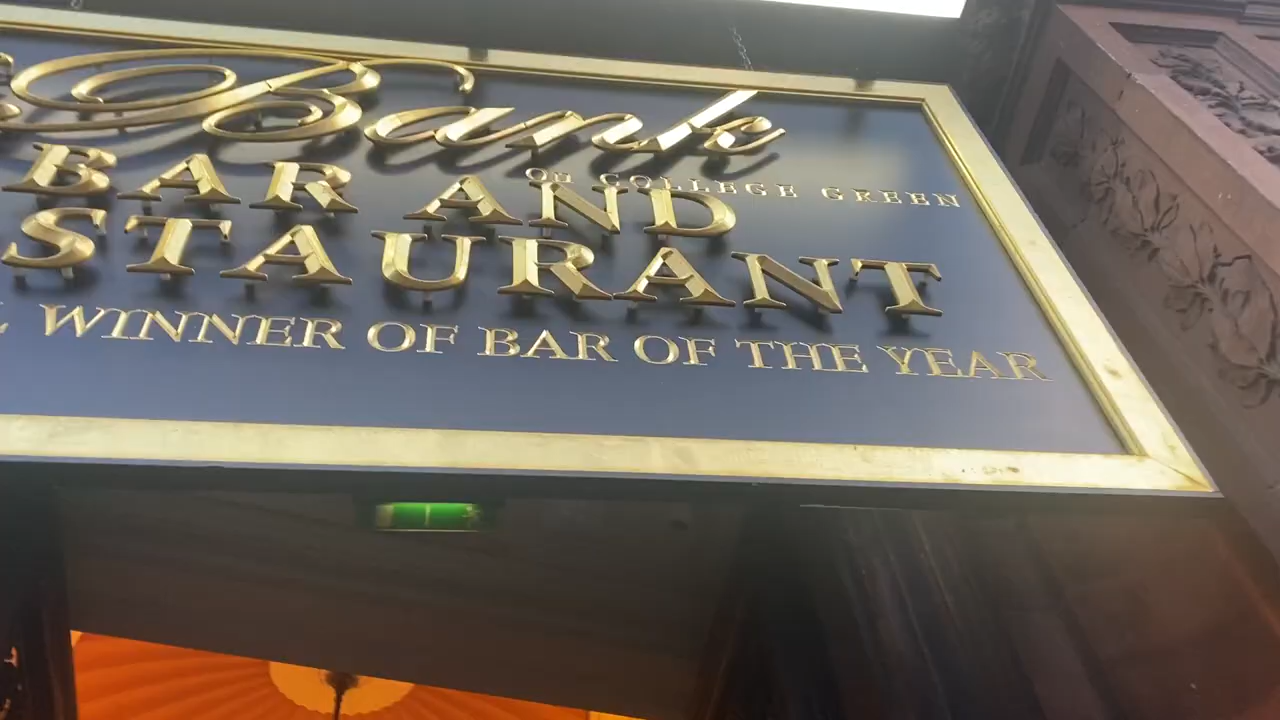 Bank
ON COLLEGE GREEN
BAR AND
STAURANT
WINNER OF BAR OF THE YEAR